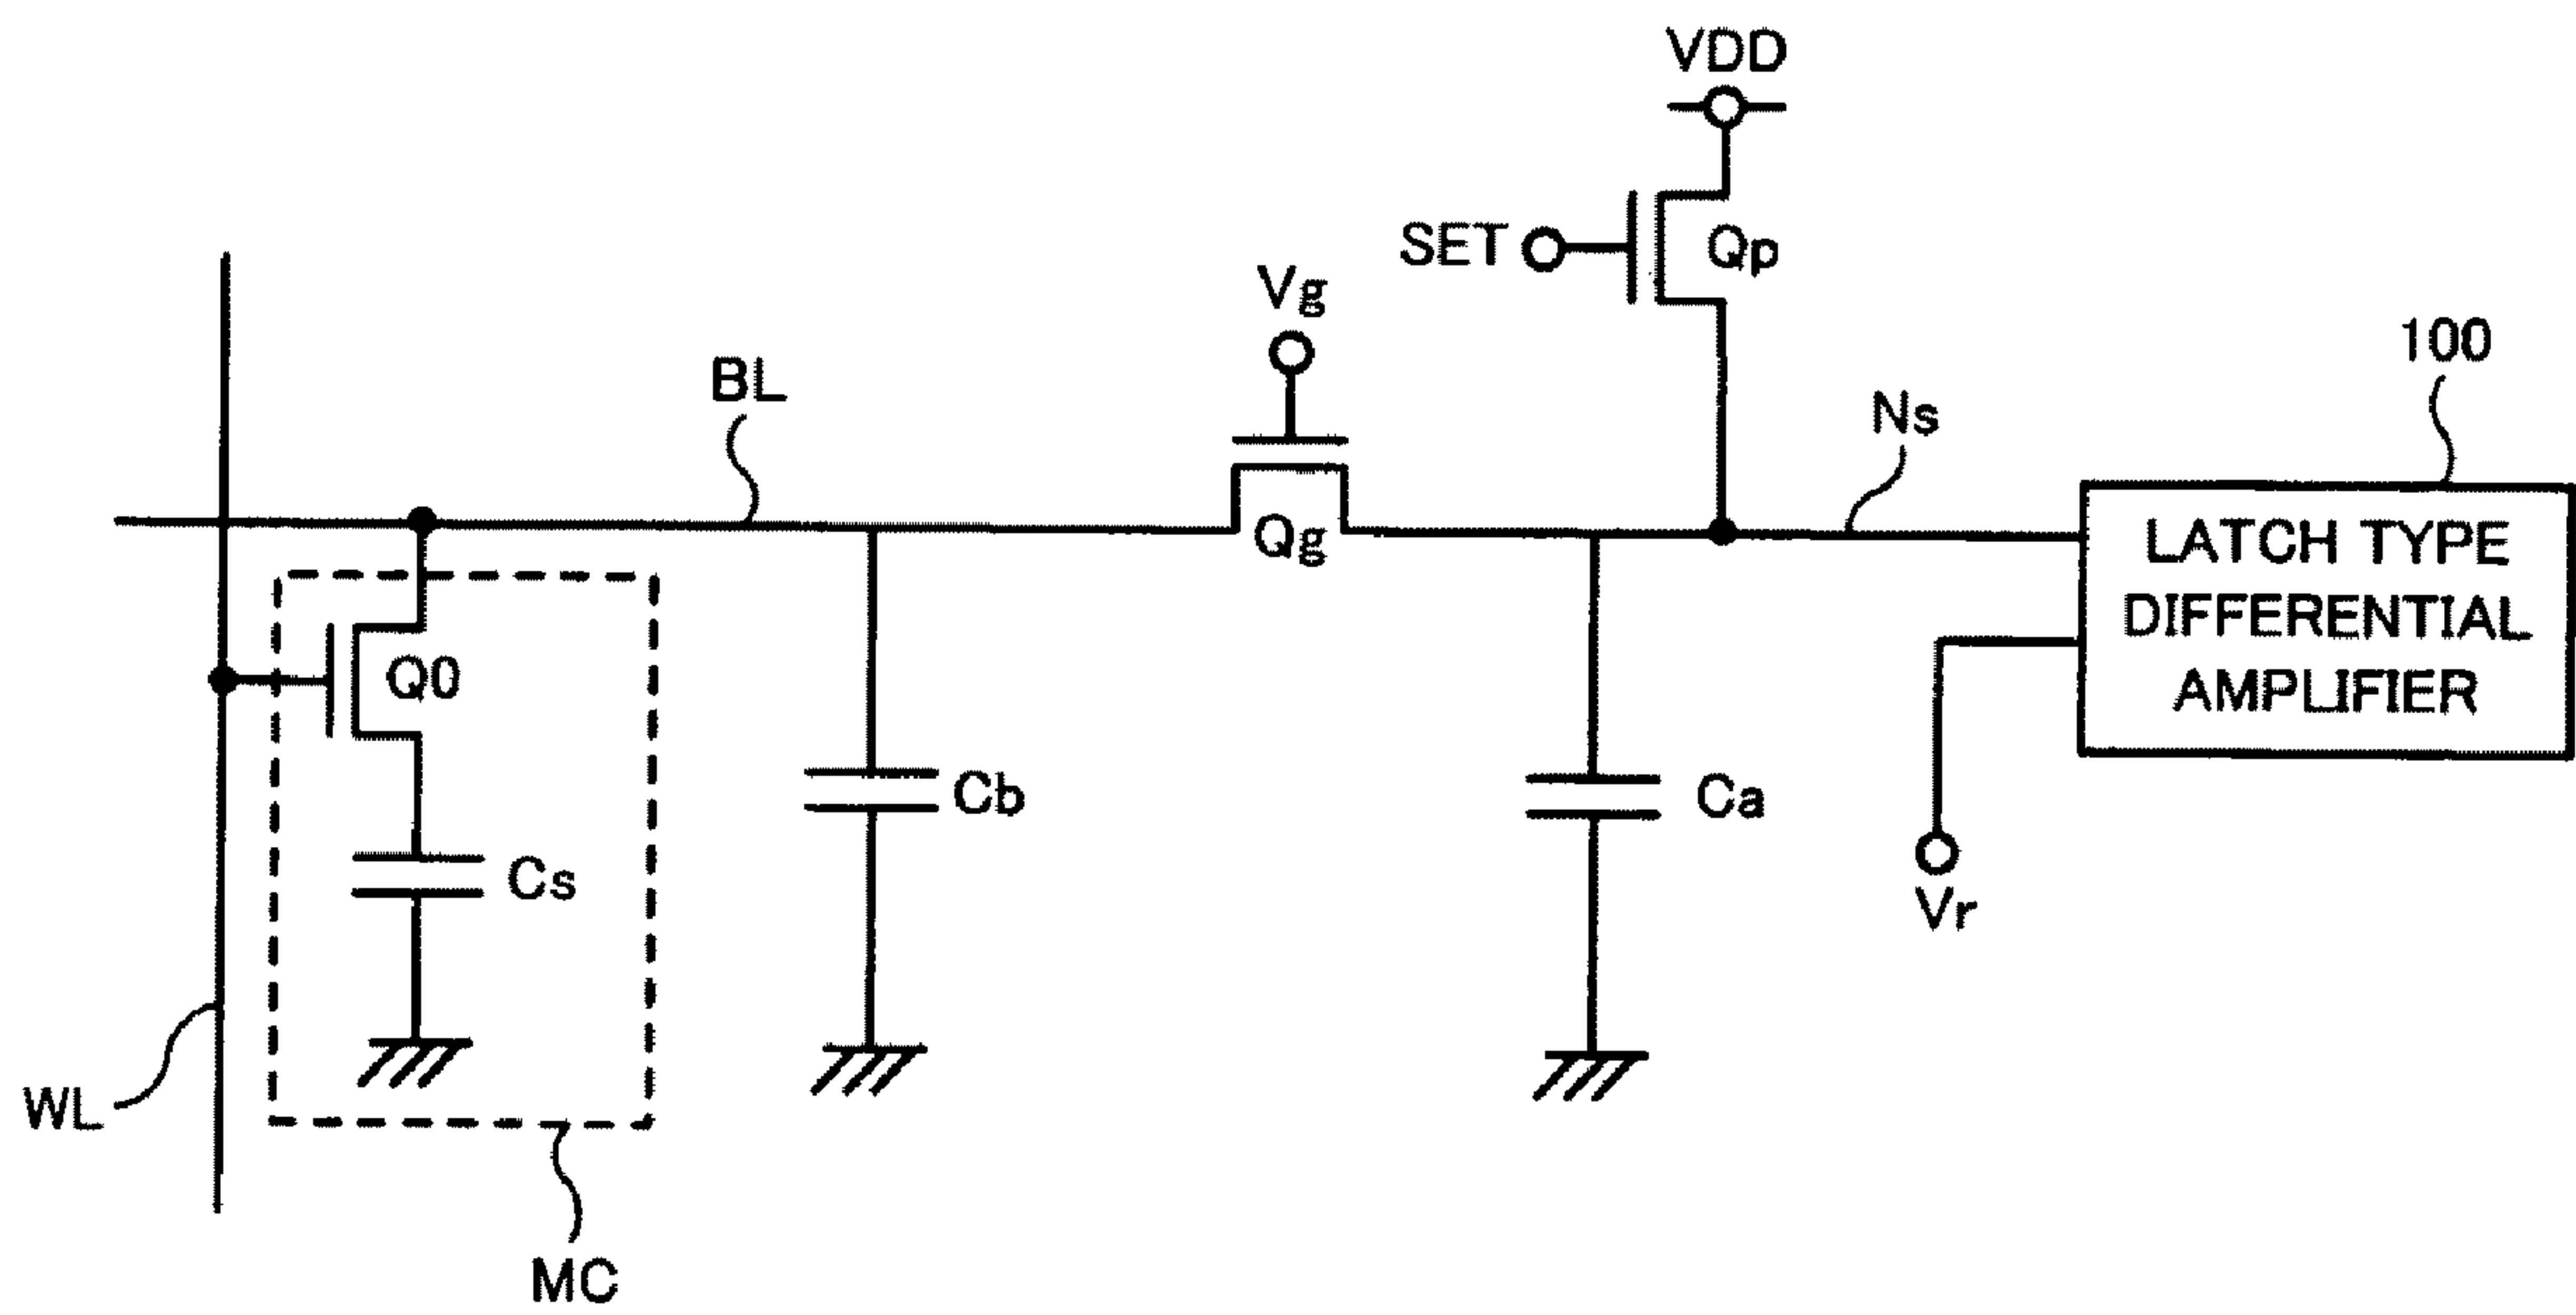 VDD
SET
Qp
Vg
100
BL
Ns
Qg
LATCH TYPE
DIFFERENTIAL
AMPLIFIER
Q0
Cb
Ca
Cs
Vr
WL
MC